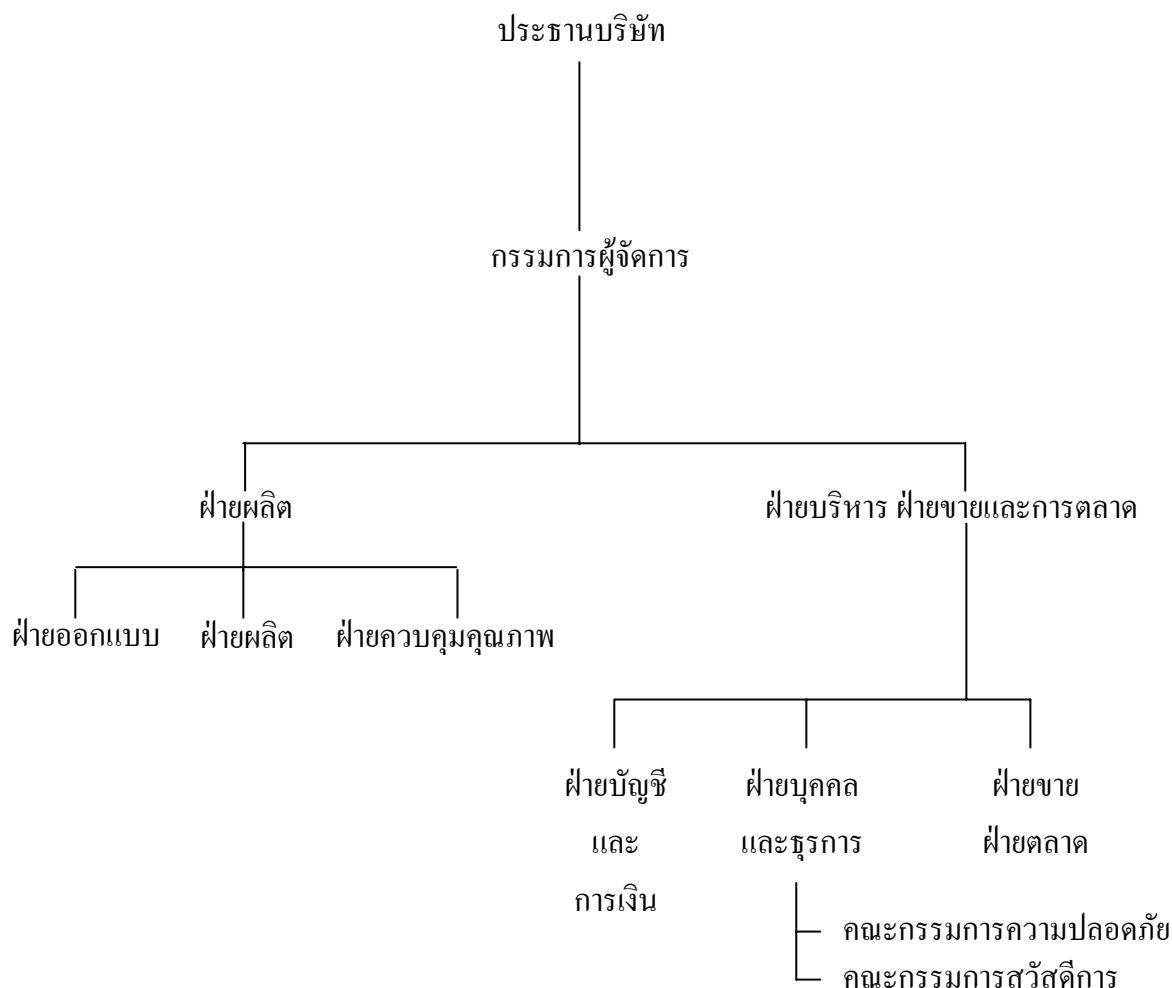 ประธานบริษัท
กรรมการผู้จัดการ
ฝ่ายผลิต
ฝ่ายบริหาร ฝ่ายขายและการตลาด
ฝ่ายออกแบบ
ฝ่ายผลิต
ฝ่ายควบคุมคุณภาพ
ฝ่ายบัญชี
และ
การเงิน
ฝ่ายบุคคล
และธุรการ
ฝ่ายขาย
ฝ่ายตลาด
คณะกรรมการความปลอดภัย
คณะกรรมการสวัสดีการ